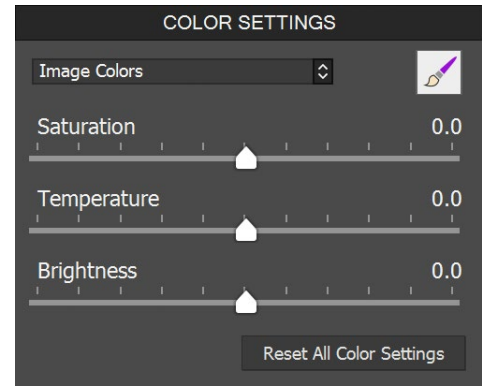 COLOR SETTINGS
Image Colors
Saturation 0.0
Temperature 0.0
Brightness 0.0
Reset All Color Settings